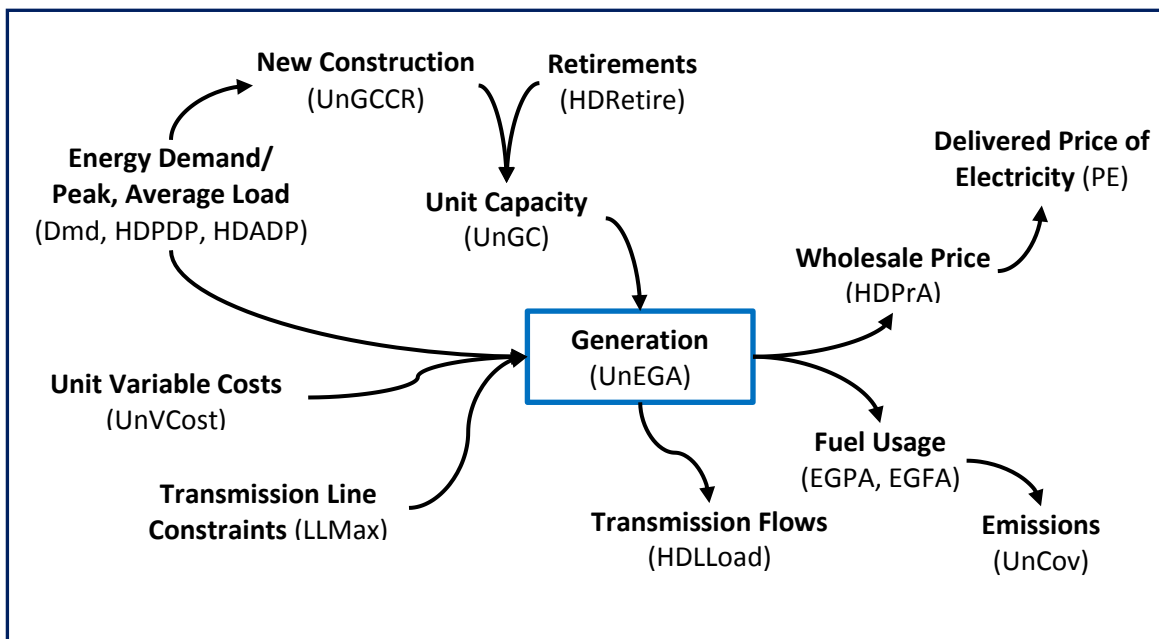 New Construction
(UnGCCR)
Retirements
(HDRetire)
Energy Demand/
Peak, Average Load
(Dmd, HDPDP, HDADP)
Unit Capacity
(UnGC)
Delivered Price of
Electricity (PE)
Wholesale Price
(HDPrA)
Generation
(UnEGA)
Unit Variable Costs
(UnVCost)
Transmission Line
Constraints (LLMax)
Transmission Flows
(HDLLoad)
Fuel Usage
(EGPA, EGFA)
Emissions
(UnCov)